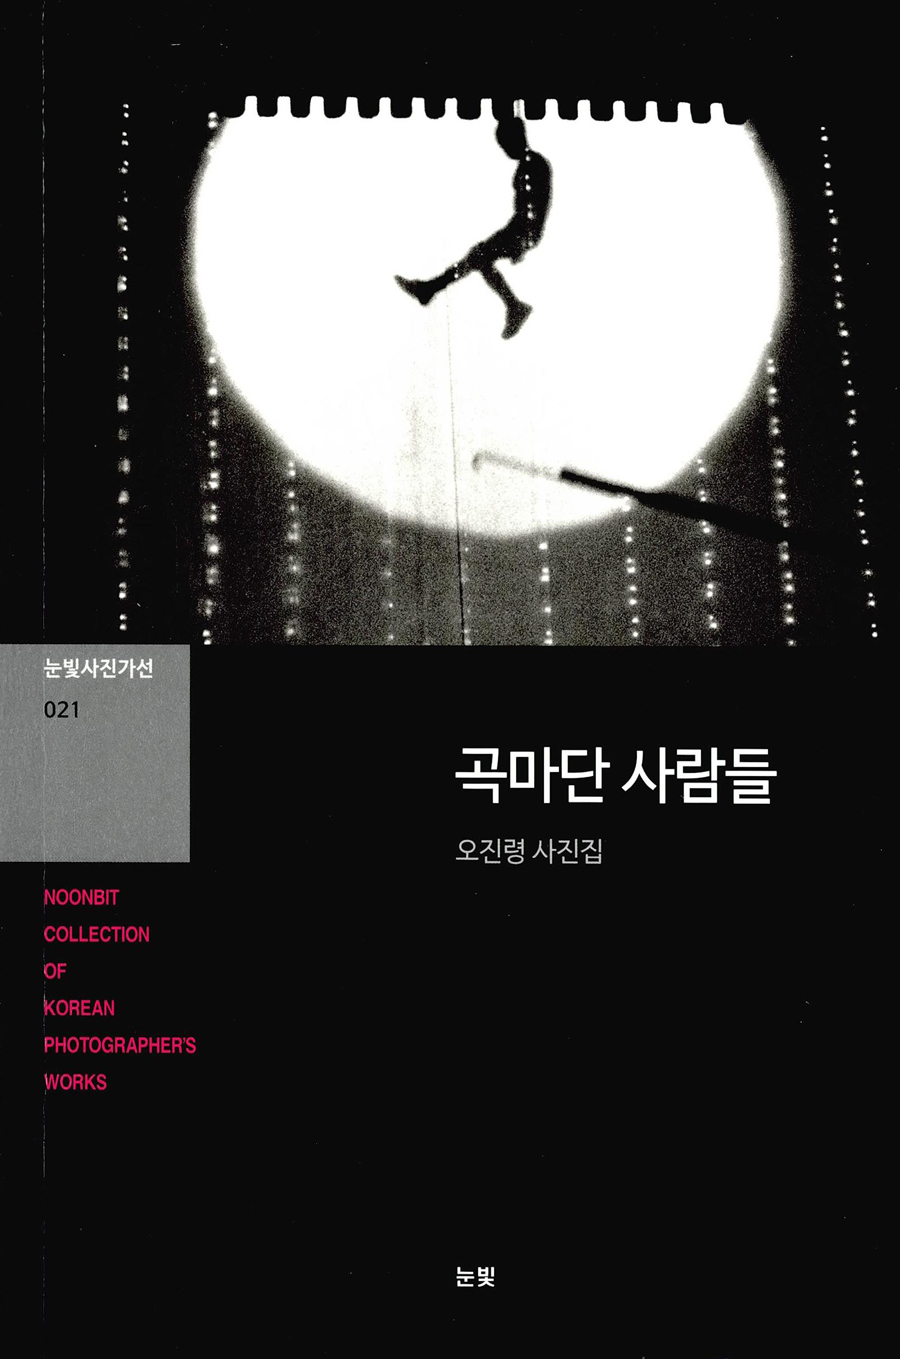 눈빛사진가선
021
곡마단 사람들
오진령 사진집
NOONBIT
COLLECTION
OF
KOREAN
PHOTOGRAPHER'S
WORKS
눈빛